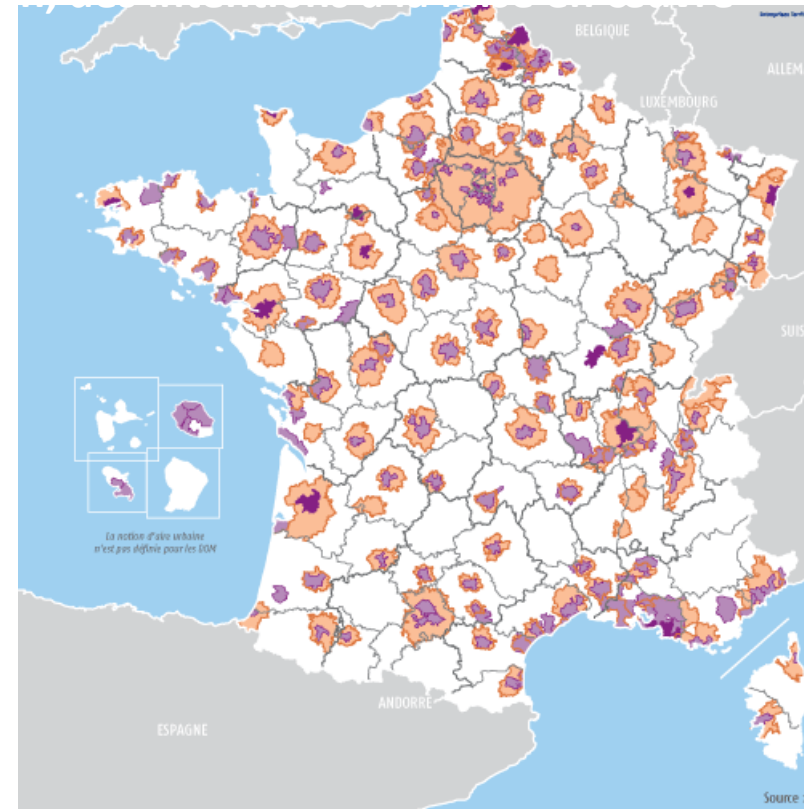 BELGIQUE
ALLEM
LUXEMBOURG
SUIS
La notion d'aire urbaine
n'est pas définie pour les DOM
ANDORRE
ESPAGNE
Source :